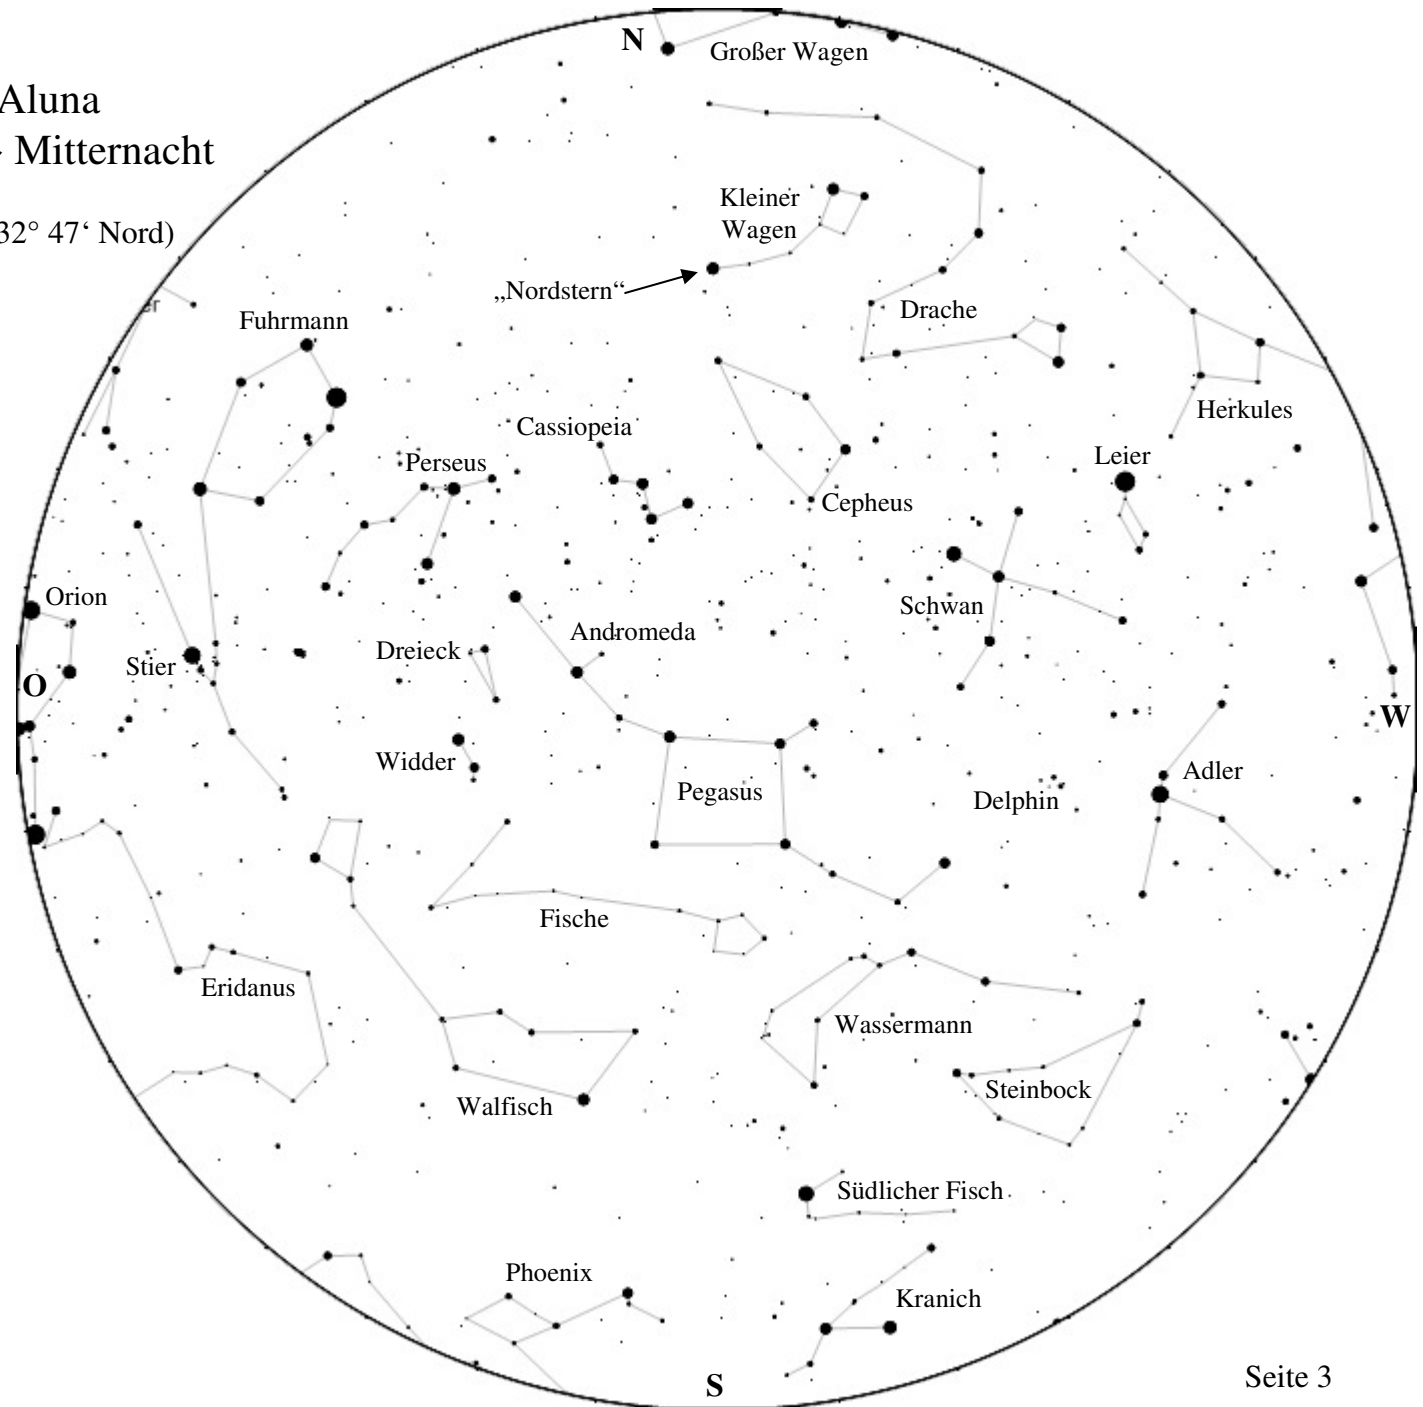 N
Großer Wagen
Aluna
Mitternacht
32° 47‘ Nord)
Kleiner
Wagen
„Nordstern“
Drache
Fuhrmann
Herkules
Cassiopeia
Perseus
Leier
Cepheus
Orion
Schwan
Andromeda
Dreieck
Stier
O
W
Widder
Adler
Pegasus
Delphin
Fische
Eridanus
Wassermann
Steinbock
Walfisch
Südlicher Fisch
Phoenix
Kranich
S
Seite 3